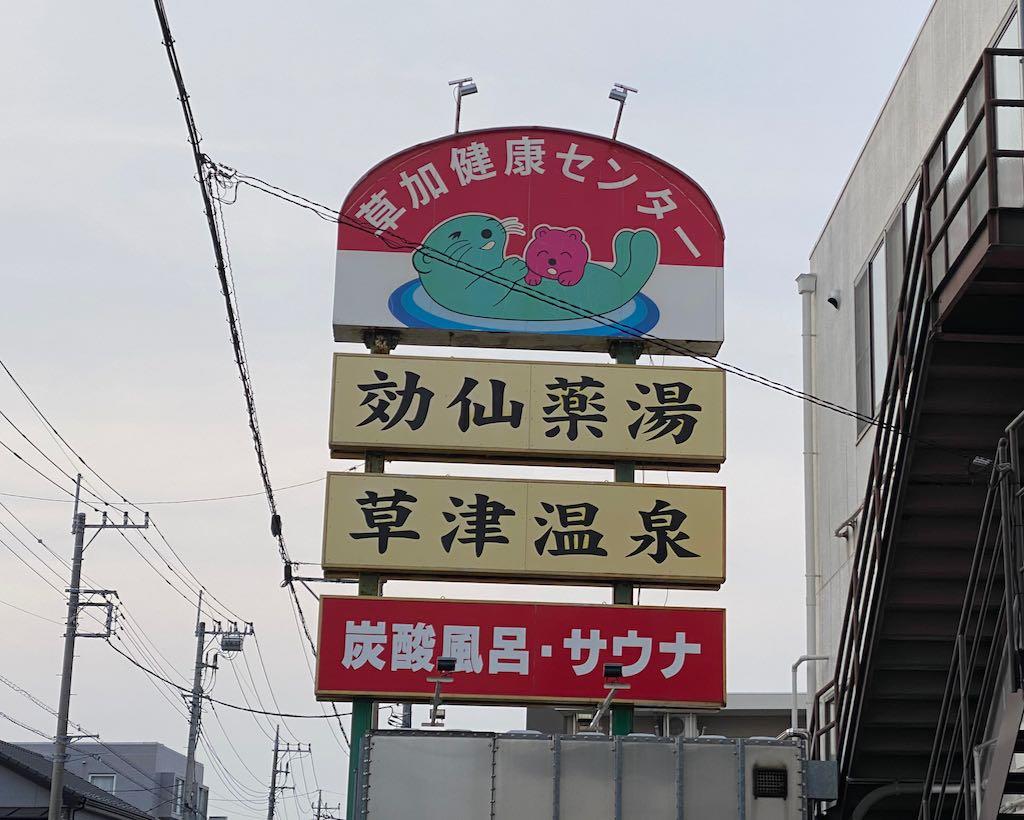 草加健康センター
効仙薬湯
草津温泉
炭酸風呂・サウナ